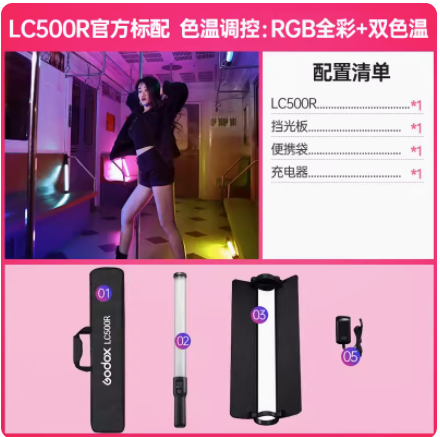 LC500R官方标配 色温调控:RGB全彩+双色温
配置清单
LC500R................................*1
挡光板................................*1
便携袋................................*1
充电器................................*1
01
02
03
05
Godox LC500R